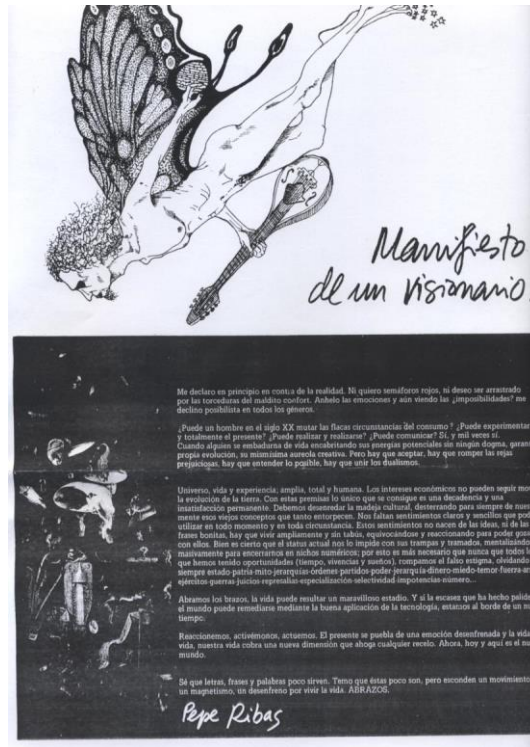 Manifiesto
de un visionario
Me declaro en principio en contra de la realidad. Ni quiero semáforos rojos, ni deseo ser arrastrado
por las torceduras del maldito confort. Anhelo las emociones y aún viendo las ¿imposibilidades? me
declino posibilista en todos los géneros.
¿Puede un hombre en el siglo XX mutar las flacas circunstancias del consumo? ¿Puede experimentar
y totalmente el presente? ¿Puede realizar y realizarse? ¿Puede comunicar? Sí, y mil veces sí.
Cuando alguien se embadurna de vida encabritando sus energías potenciales sin ningún dogma,
propia evolución, su mismísima aureola creativa. Pero hay que aceptar, hay que romper las rejas
prejuiciosas, hay que entender lo posible, hay que unir los dualismos.
Universo, vida y experiencia; amplia, total y humana. Los intereses económicos no pueden seguir
la evolución de la tierra. Con estas premisas lo único que se consigue es una decadencia y una
insatisfacción permanente. Debemos desenredar la madeja cultural, desterrando para siempre de
mente esos viejos conceptos que tanto entorpecen. Nos faltan sentimientos claros y sencillos que
utilizar en todo momento y en toda circunstancia. Estos sentimientos no nacen de las ideas, ni de las
frases bonitas, hay que vivir ampliamente y sin tabús, equivocándose y reaccionando para poder
con ellos. Bien es cierto que el status actual nos lo impide con sus trampas y tramados,
masivamente para encerrarnos en nichos numéricos; por esto es más necesario que nunca que todos
que hemos tenido oportunidades (tiempo, vivencias y sueños), rompamos el falso estigma, olvidando
siempre estado-patria-mito-jerarquías-órdenes partidos-poder-jerarquía-dinero-miedo-temor-fuerza
ejércitos-guerras-juicios-represalias-especialización-selectividad-impotencias-número...
Abramos los brazos, la vida puede resultar un maravilloso estadio. Y si la escasez que ha hecho
el mundo puede remediarse mediante la buena aplicación de la tecnología, estamos al borde de un
tiempo.
Reaccionemos, activémonos, actuemos. El presente se puebla de una emoción desenfrenada y la
vida, nuestra vida cobra una nueva dimensión que ahoga cualquier recelo. Ahora, hoy y aquí es el
mundo.
Sé que letras, frases y palabras poco sirven. Temo que éstas poco son, pero esconden un movimiento
un magnetismo, un desenfreno por vivir la vida. ABRAZOS.
Pepe Ribas